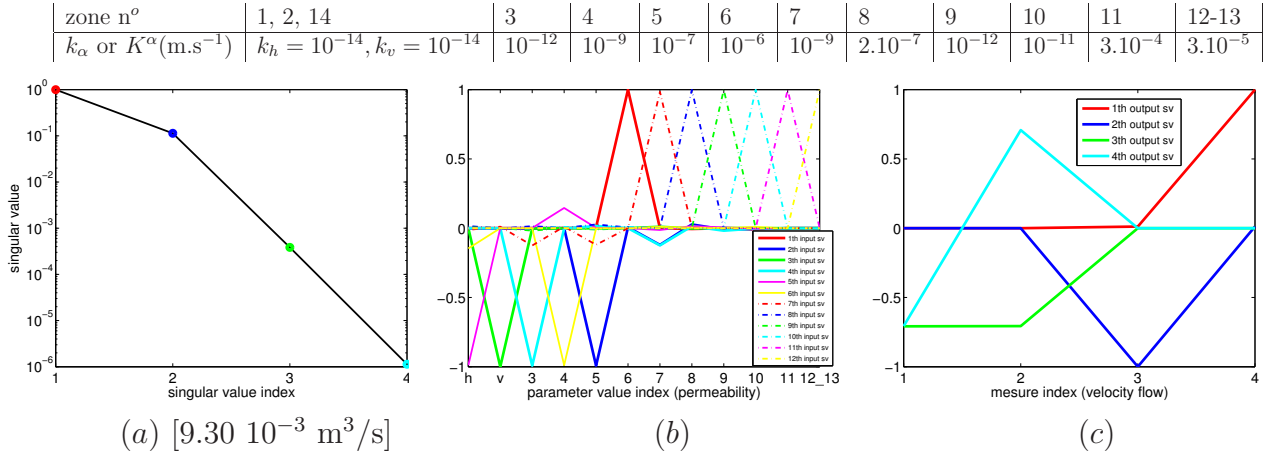 zone nᵒ 1, 2, 14 3 4 5 6 7 8 9 10 11 12-13
k_α or K^α(m.s⁻¹) k_h = 10⁻¹⁴, k_v = 10⁻¹⁴ 10⁻¹² 10⁻⁹ 10⁻⁷ 10⁻⁶ 10⁻⁹ 2.10⁻⁷ 10⁻¹² 10⁻¹¹ 3.10⁻⁴ 3.10⁻⁵
10⁰
10⁻¹
10⁻²
10⁻³
10⁻⁴
10⁻⁵
10⁻⁶
singular value
1 2 3 4
singular value index
(a) [9.30 10⁻³ m³/s]
1
0.5
0
−0.5
−1
1th input sv
2th input sv
3th input sv
4th input sv
5th input sv
6th input sv
7th input sv
8th input sv
9th input sv
10th input sv
11th input sv
12th input sv
h v 3 4 5 6 7 8 9 10 11 12_13
parameter value index (permeability)
(b)
1
0.5
0
−0.5
−1
1th output sv
2th output sv
3th output sv
4th output sv
1 2 3 4
mesure index (velocity flow)
(c)